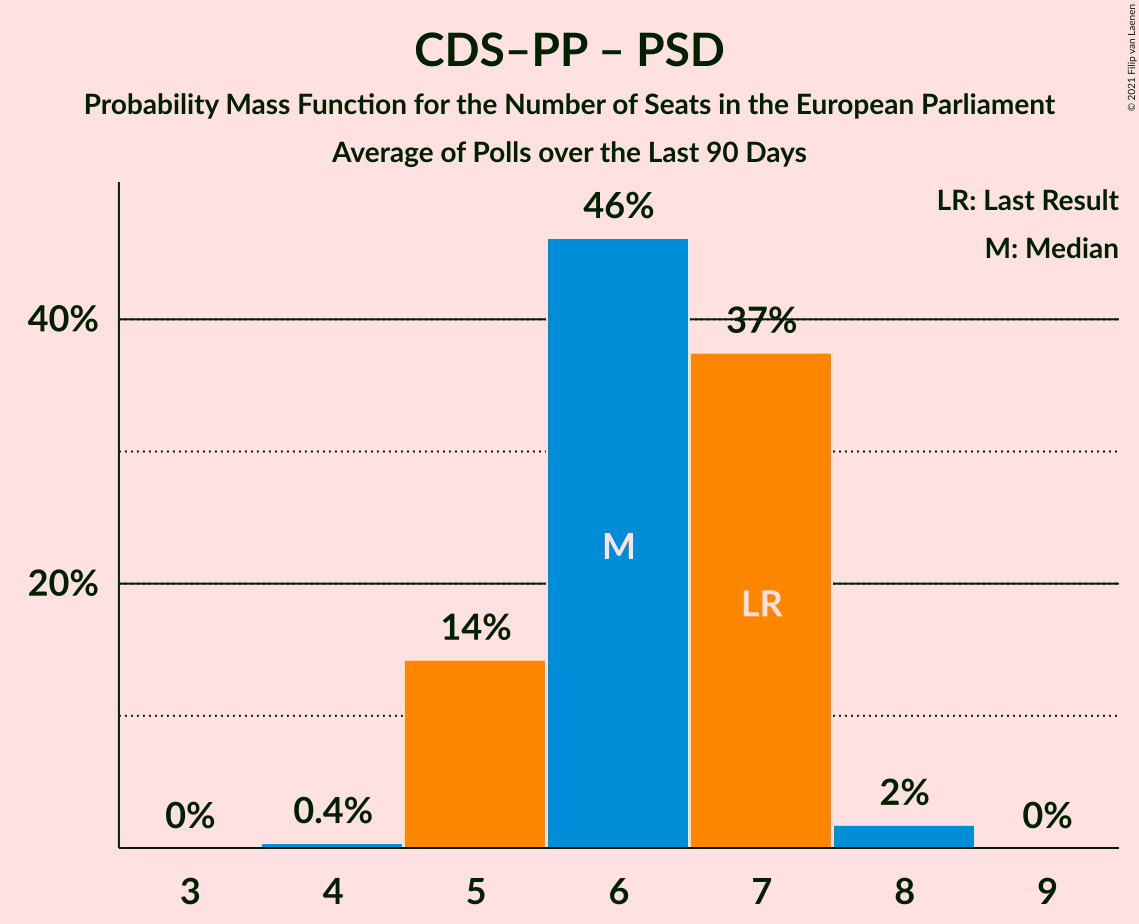 CDS–PP – PSD
Probability Mass Function for the Number of Seats in the European Parliament
Average of Polls over the Last 90 Days
© 2021 Filip van Laenen
LR: Last Result
M: Median
46%
40%
37%
M
20%
LR
14%
0%
0.4%
2%
0%
3 4 5 6 7 8 9